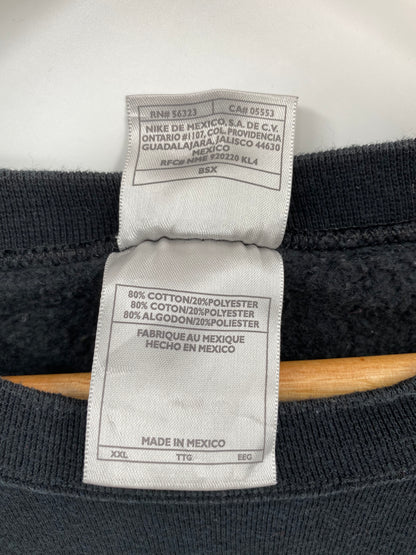 RN# 56323 CA# 05553
NIKE DE MEXICO, S.A. DE C.V.
ONTARIO #1107, COL. PROVIDENCIA
GUADALAJARA, JALISCO 44630
MEXICO
RFC# NME 920220 KL4
BSX
80% COTTON/20%POLYESTER
80% COTON/20%POLYESTER
80% ALGODON/20%POLIESTER
FABRIQUE AU MEXIQUE
HECHO EN MEXICO
MADE IN MEXICO
XXL TTG EEG